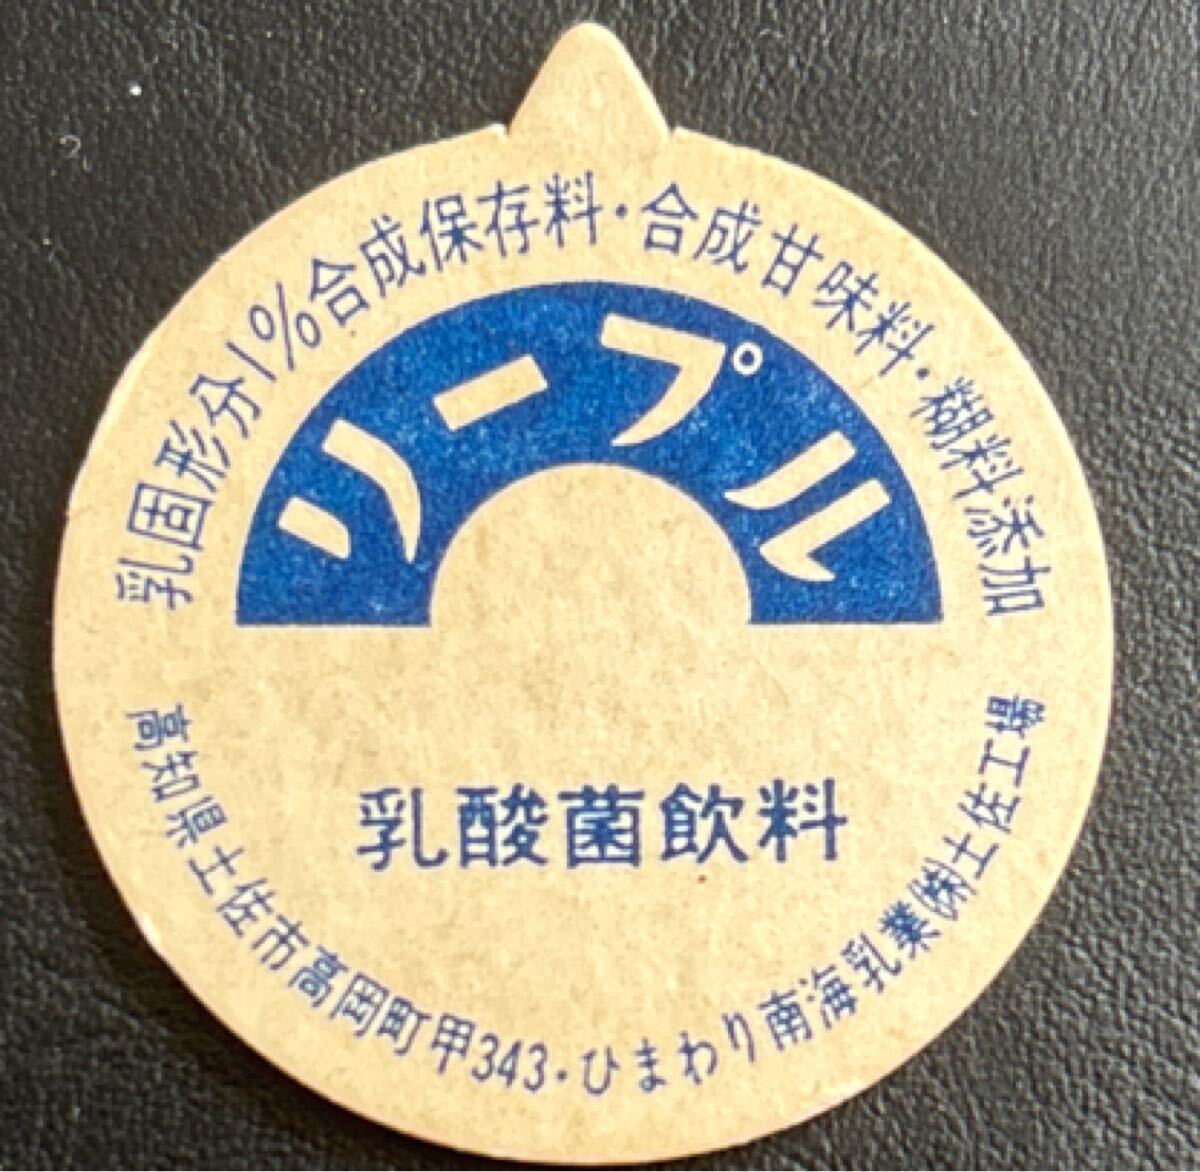 乳固形分1%合成保存料・合成甘味料・糊料添加
リープル
乳酸菌飲料
高知県土佐市高岡町甲343・ひまわり南海乳業㈱土佐工場